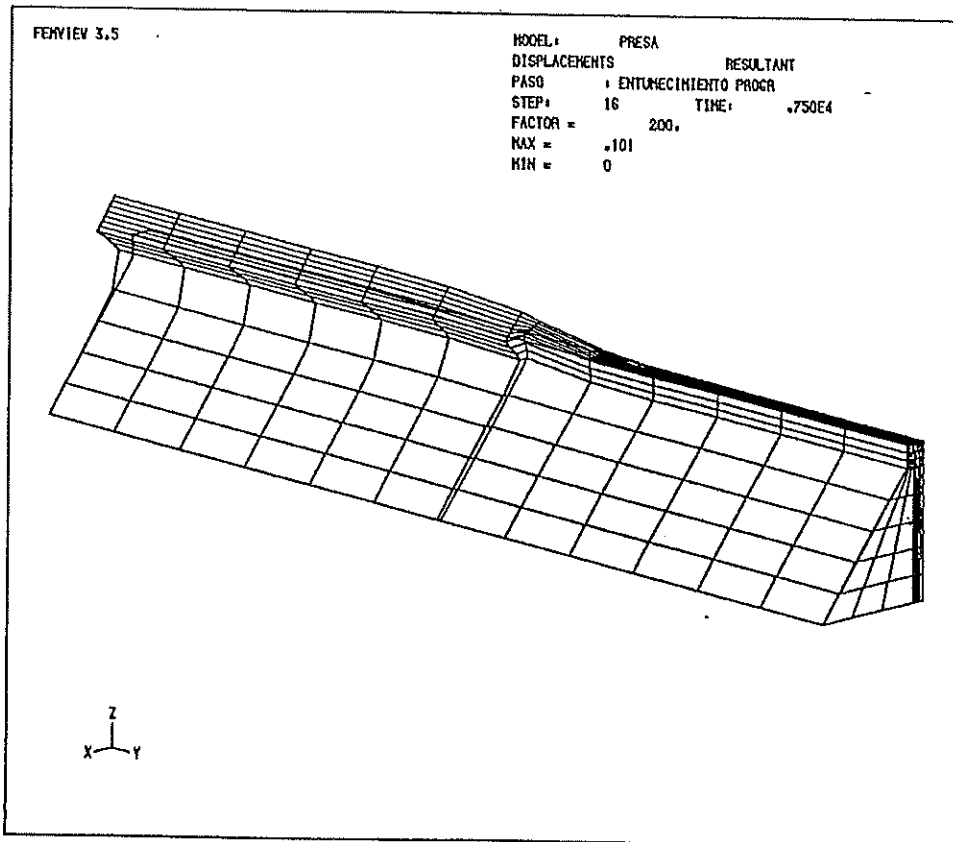 FEMVIEW 3.5
MODEL: PRESA
DISPLACEMENTS RESULTANT
PASO : ENTUMECIMIENTO PROGR
STEP: 16 TIME: .750E4
FACTOR = 200.
MAX = .101
MIN = 0
Z
X Y